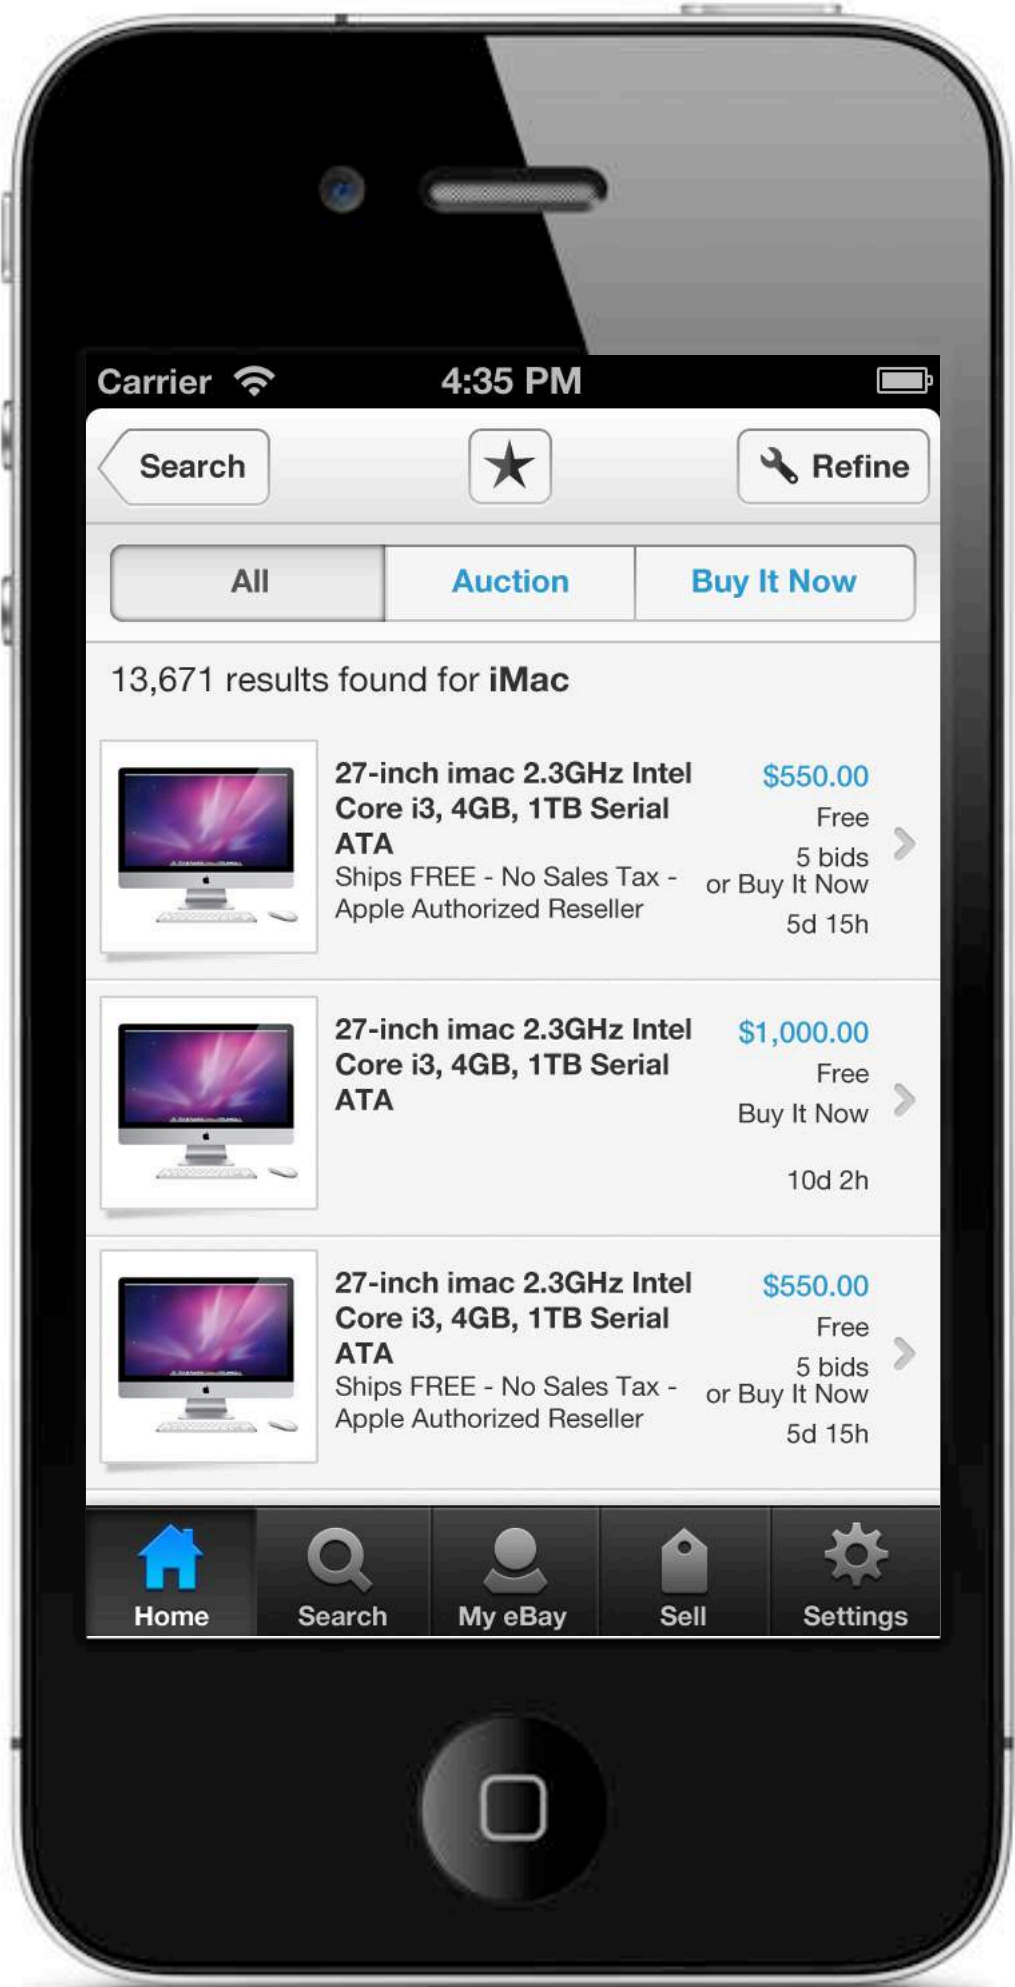 Carrier 4:35 PM
Search Refine
All Auction Buy It Now
13,671 results found for iMac
27-inch imac 2.3GHz Intel
Core i3, 4GB, 1TB Serial
ATA
Ships FREE - No Sales Tax -
Apple Authorized Reseller
$550.00
Free
5 bids
or Buy It Now
5d 15h
27-inch imac 2.3GHz Intel
Core i3, 4GB, 1TB Serial
ATA
$1,000.00
Free
Buy It Now
10d 2h
27-inch imac 2.3GHz Intel
Core i3, 4GB, 1TB Serial
ATA
Ships FREE - No Sales Tax -
Apple Authorized Reseller
$550.00
Free
5 bids
or Buy It Now
5d 15h
Home Search My eBay Sell Settings